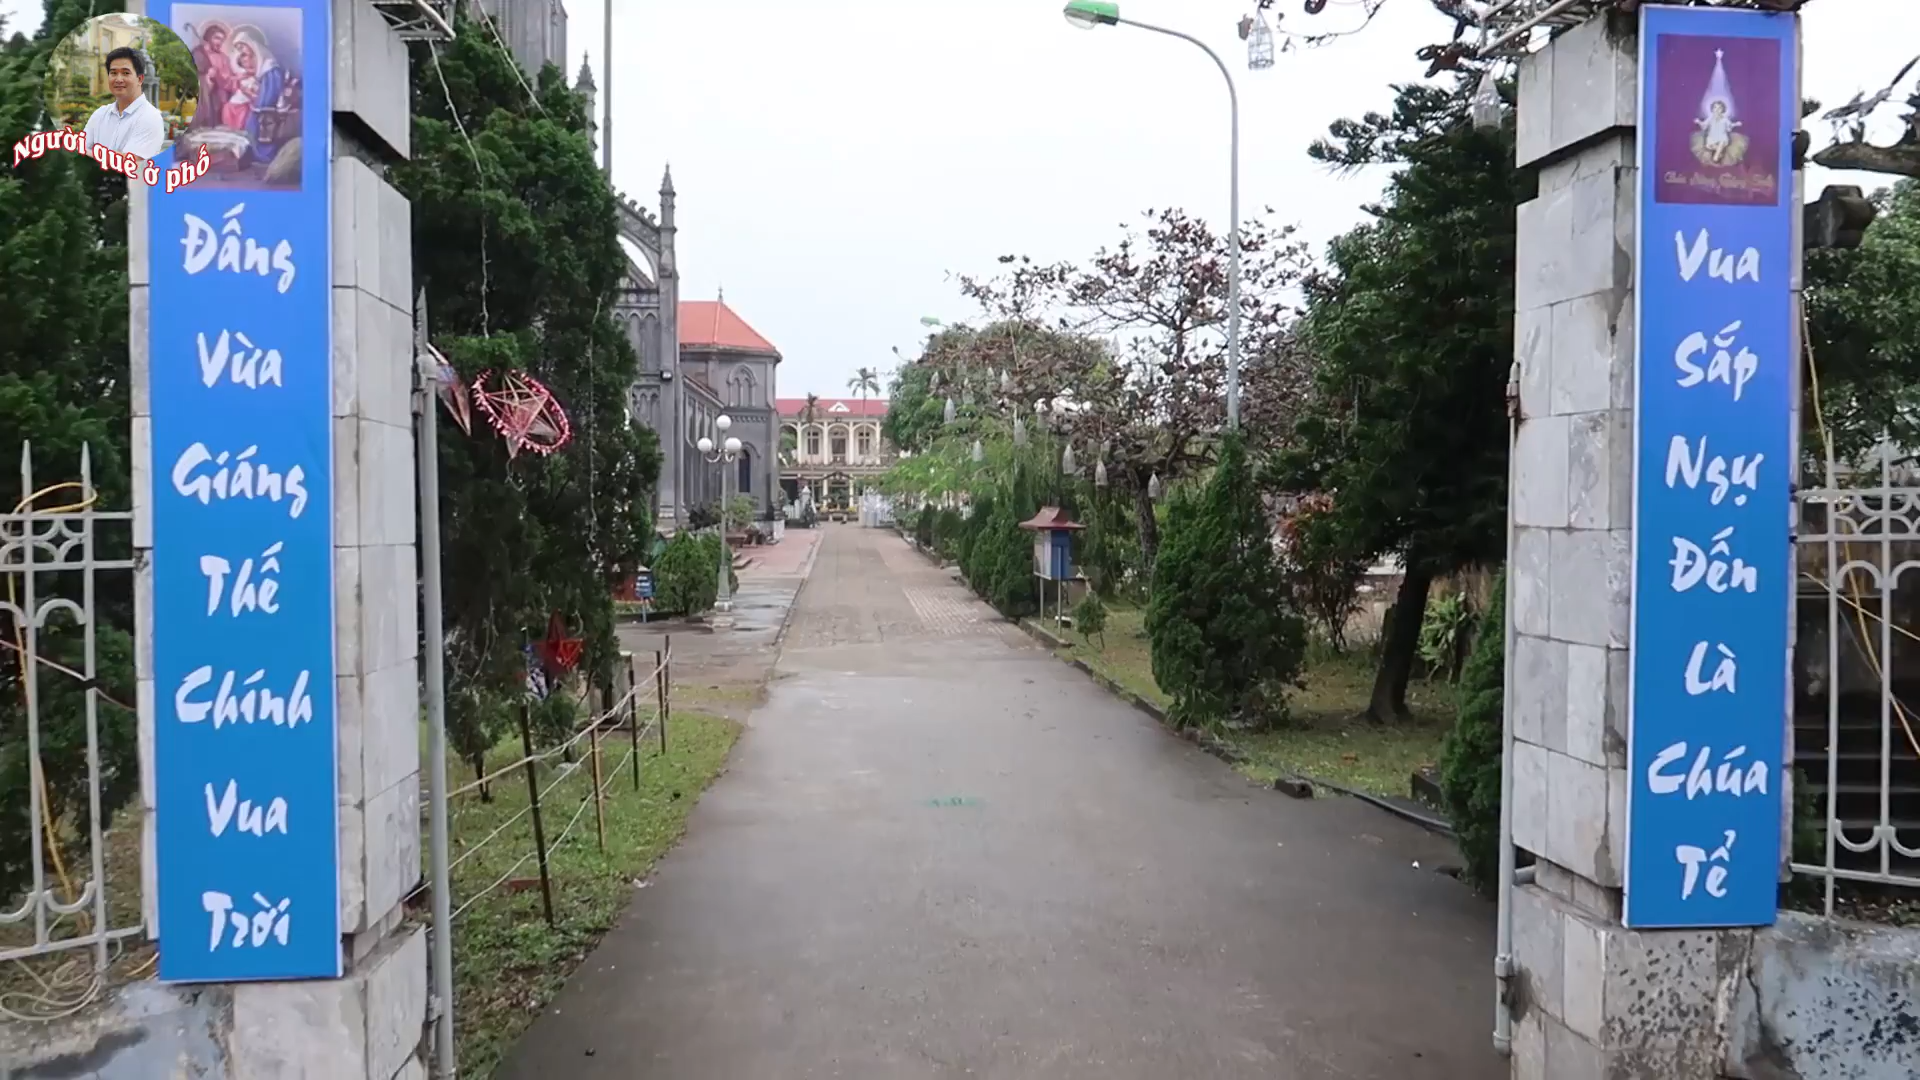 Người quê ở phố
Đấng
Vừa
Giáng
Thế
Chính
Vua
Trời
Vua
Sắp
Ngự
Đến
Là
Chúa
Tể